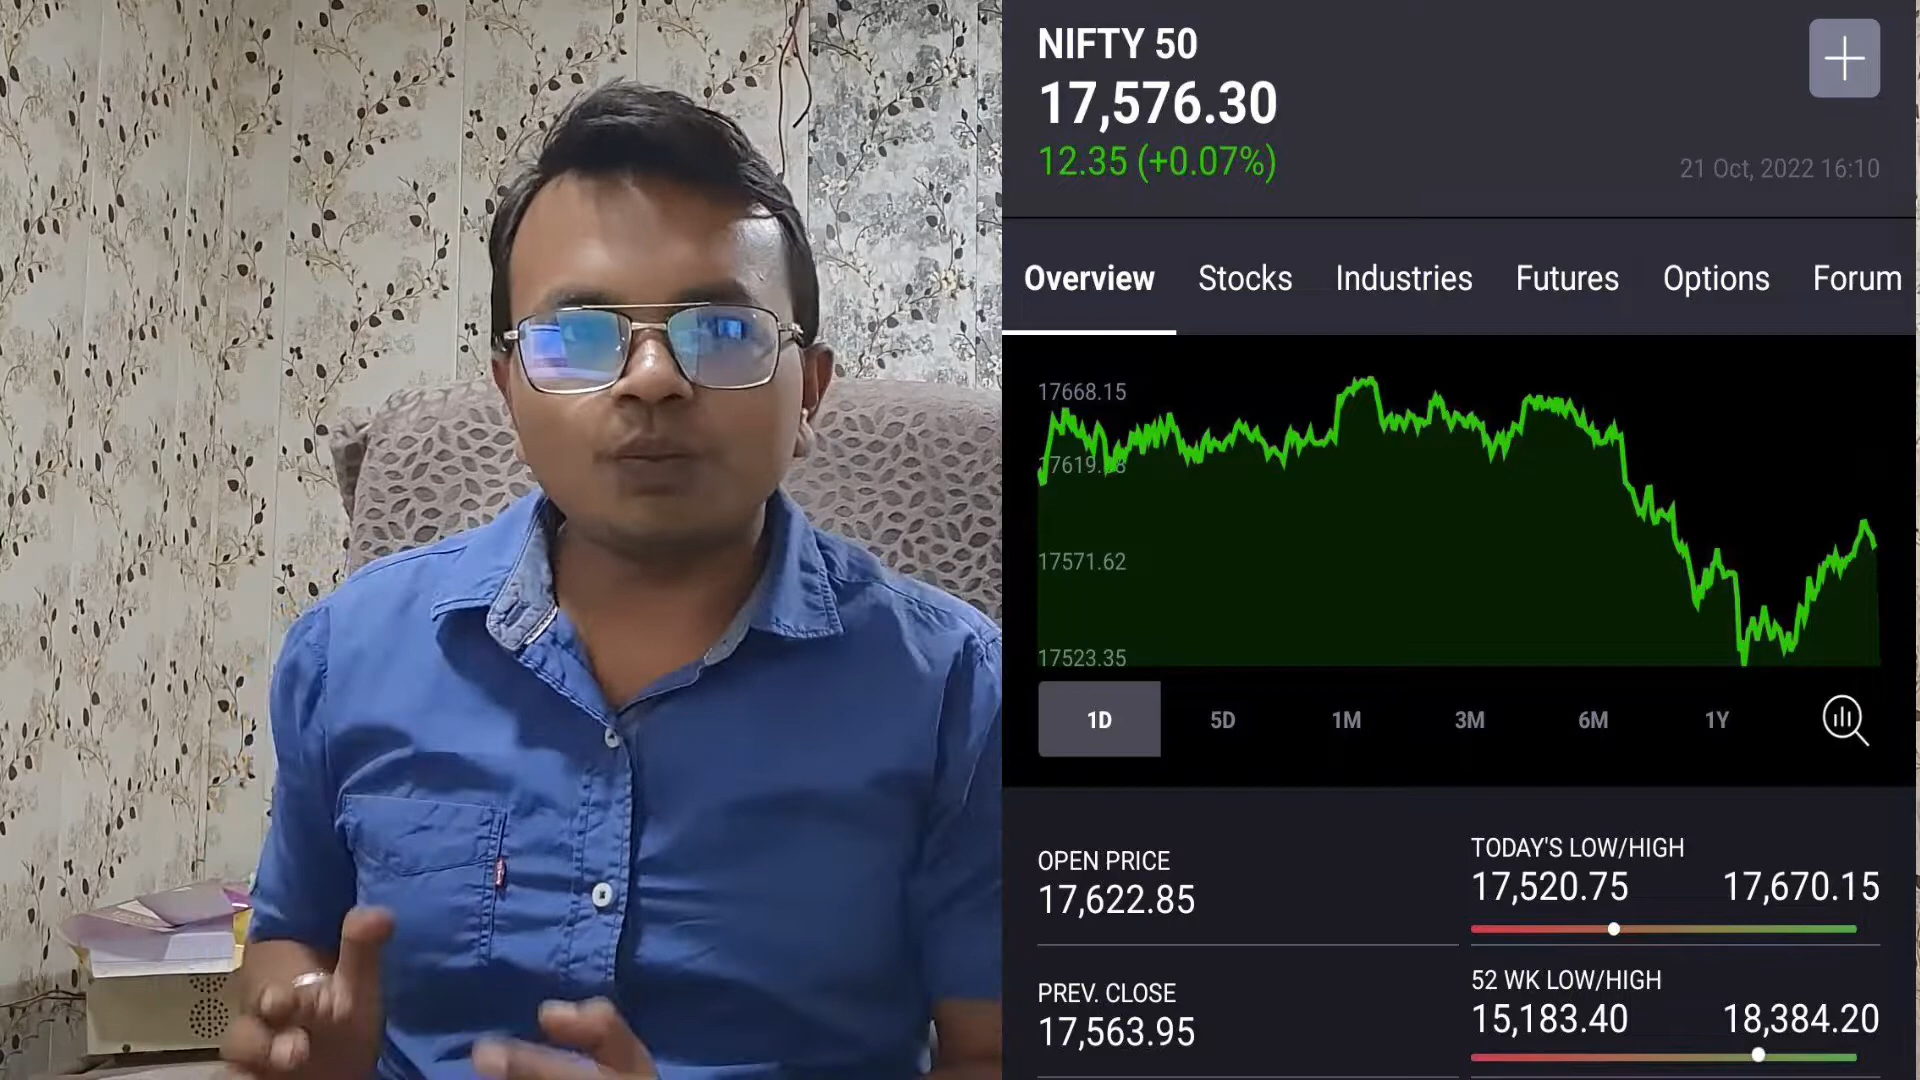 NIFTY 50
17,576.30
12.35 (+0.07%)
21 Oct, 2022 16:10
Overview Stocks Industries Futures Options Forum
17668.15
17571.62
17523.35
1D 5D 1M 3M 6M 1Y
OPEN PRICE
17,622.85
TODAY'S LOW/HIGH
17,520.75 17,670.15
PREV. CLOSE
17,563.95
52 WK LOW/HIGH
15,183.40 18,384.20